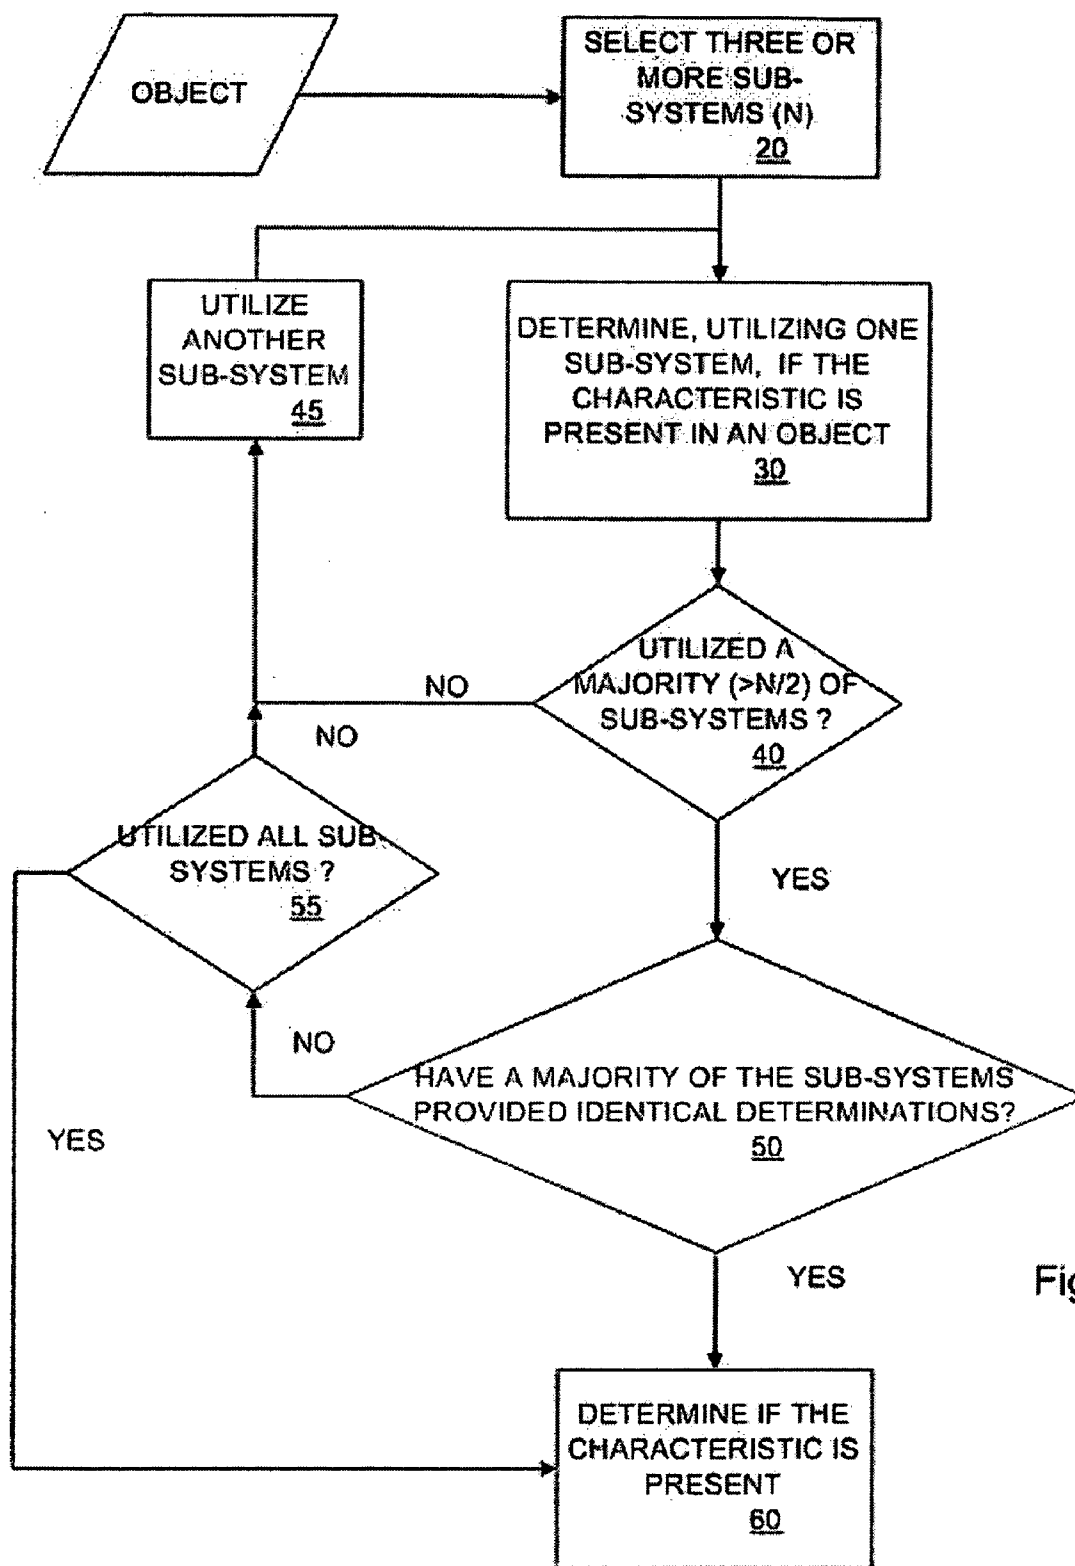 OBJECT
SELECT THREE OR
MORE SUB-
SYSTEMS (N)
20
UTILIZE
ANOTHER
SUB-SYSTEM
45
DETERMINE, UTILIZING ONE
SUB-SYSTEM, IF THE
CHARACTERISTIC IS
PRESENT IN AN OBJECT
30
UTILIZED A
MAJORITY (>N/2) OF
SUB-SYSTEMS ?
40
NO
NO
UTILIZED ALL SUB-
SYSTEMS ?
55
YES
NO
HAVE A MAJORITY OF THE SUB-SYSTEMS
PROVIDED IDENTICAL DETERMINATIONS?
50
YES
YES
Fig
DETERMINE IF THE
CHARACTERISTIC IS
PRESENT
60